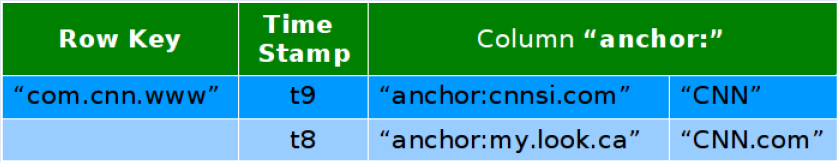 Row Key Time Stamp Column “anchor:”
“com.cnn.www” t9 “anchor:cnnsi.com” “CNN”
t8 “anchor:my.look.ca” “CNN.com”